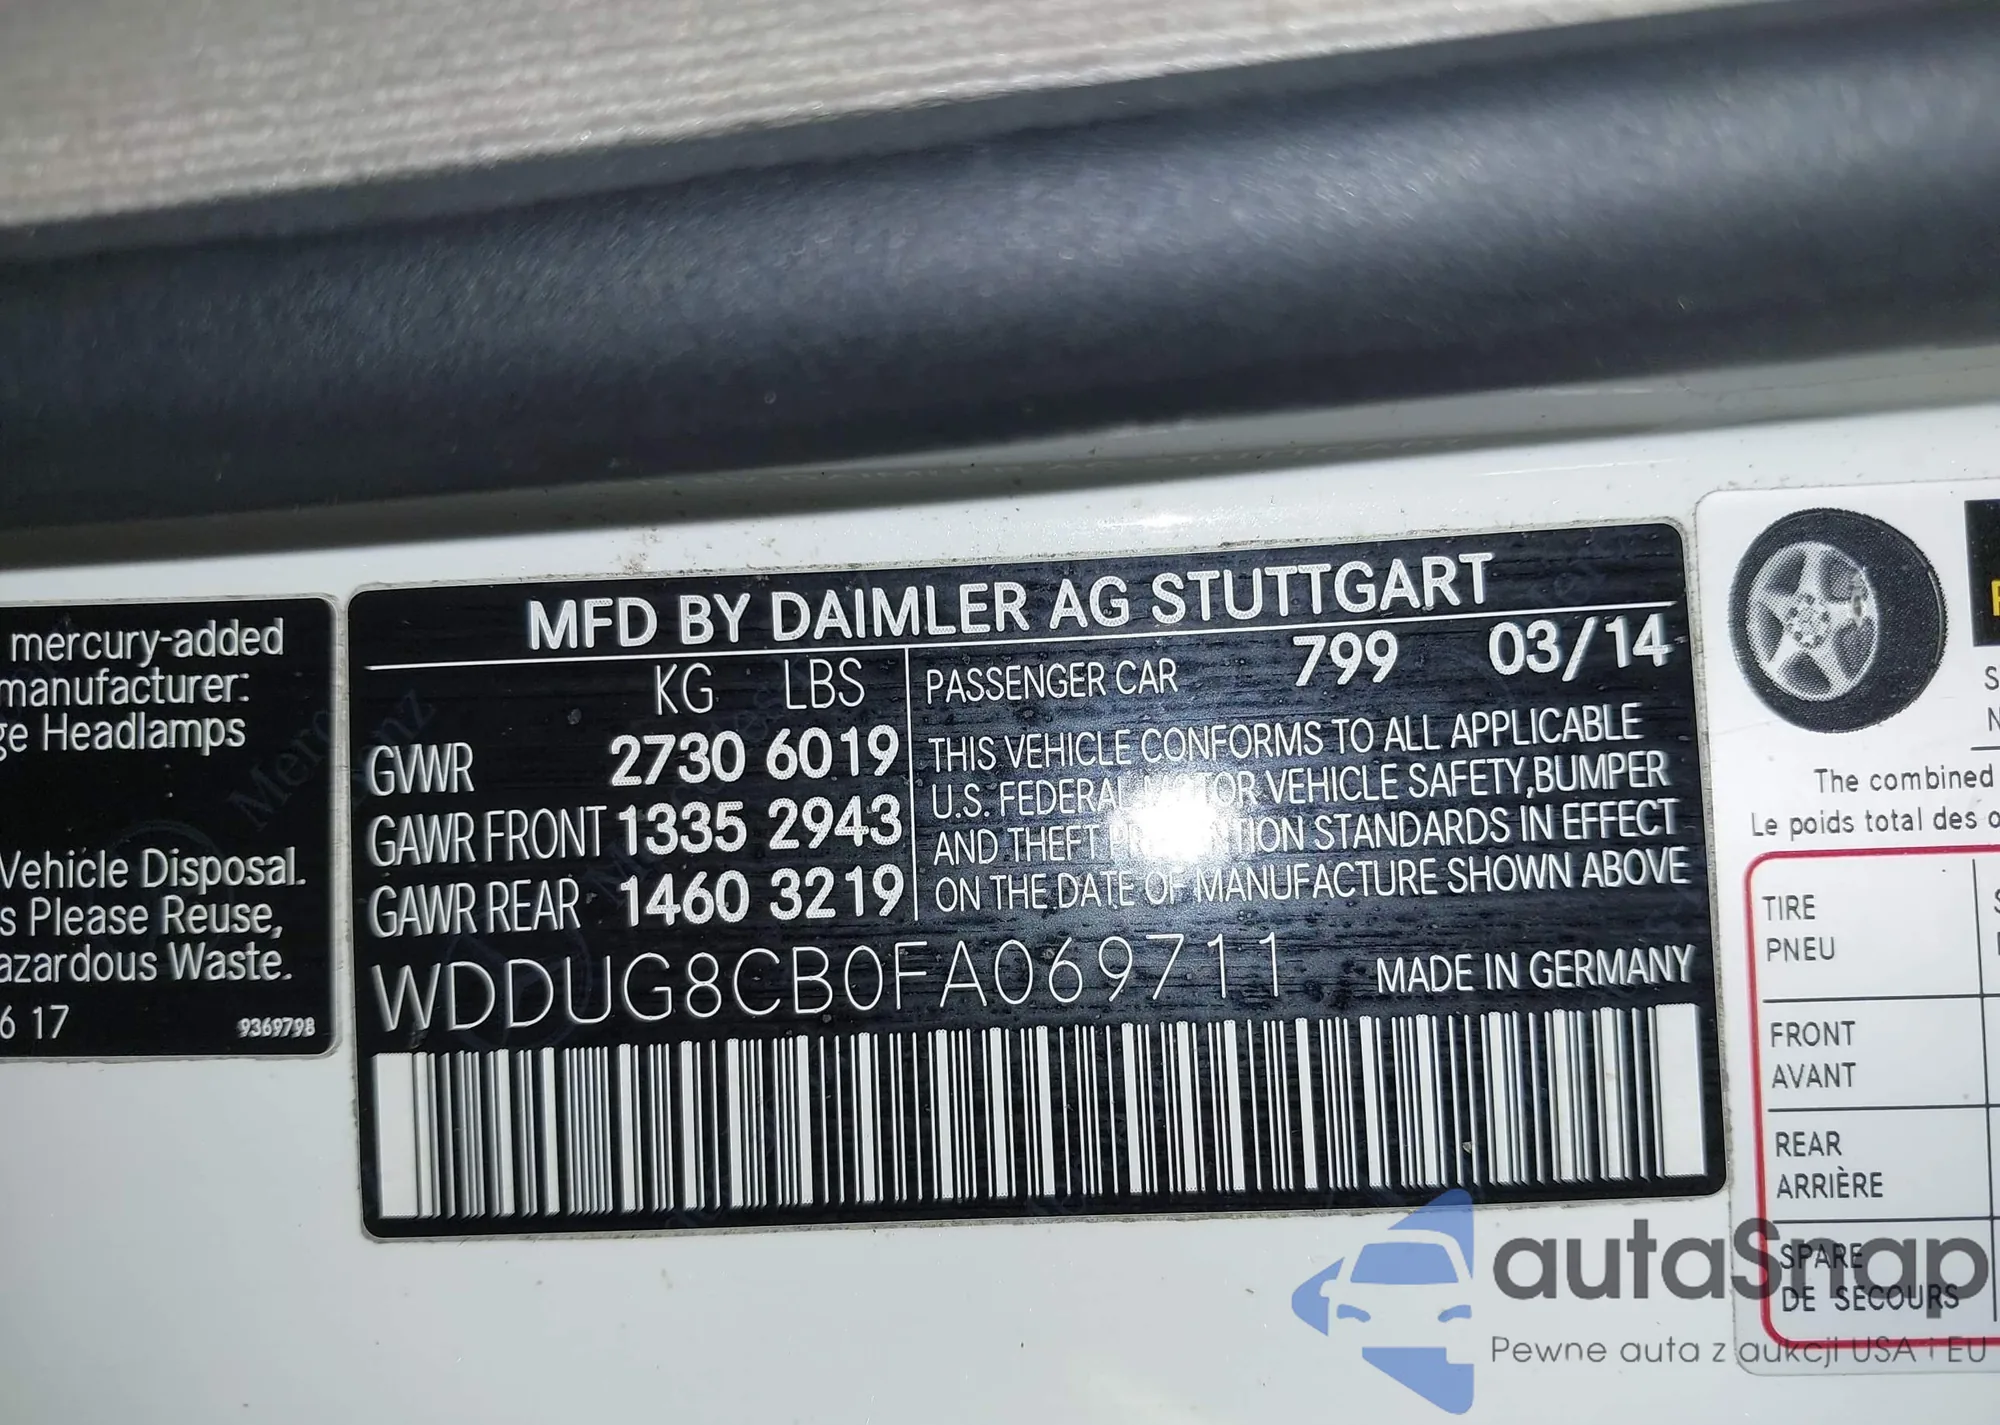 mercury-added
manufacturer:
ge Headlamps
Vehicle Disposal.
s Please Reuse,
azardous Waste.
6 17
9369798
MFD BY DAIMLER AG STUTTGART
KG LBS
PASSENGER CAR 799 03/14
GVWR 2730 6019
GAWR FRONT 1335 2943
GAWR REAR 1460 3219
THIS VEHICLE CONFORMS TO ALL APPLICABLE
U.S. FEDERAL MOTOR VEHICLE SAFETY,BUMPER
AND THEFT PREVENTION STANDARDS IN EFFECT
ON THE DATE OF MANUFACTURE SHOWN ABOVE
WDDUG8CB0FA069711
MADE IN GERMANY
The combined
Le poids total des o
TIRE
PNEU
FRONT
AVANT
REAR
ARRIÈRE
SPARE
DE SECOURS
autaSnap
Pewne auta z aukcji USA i EU